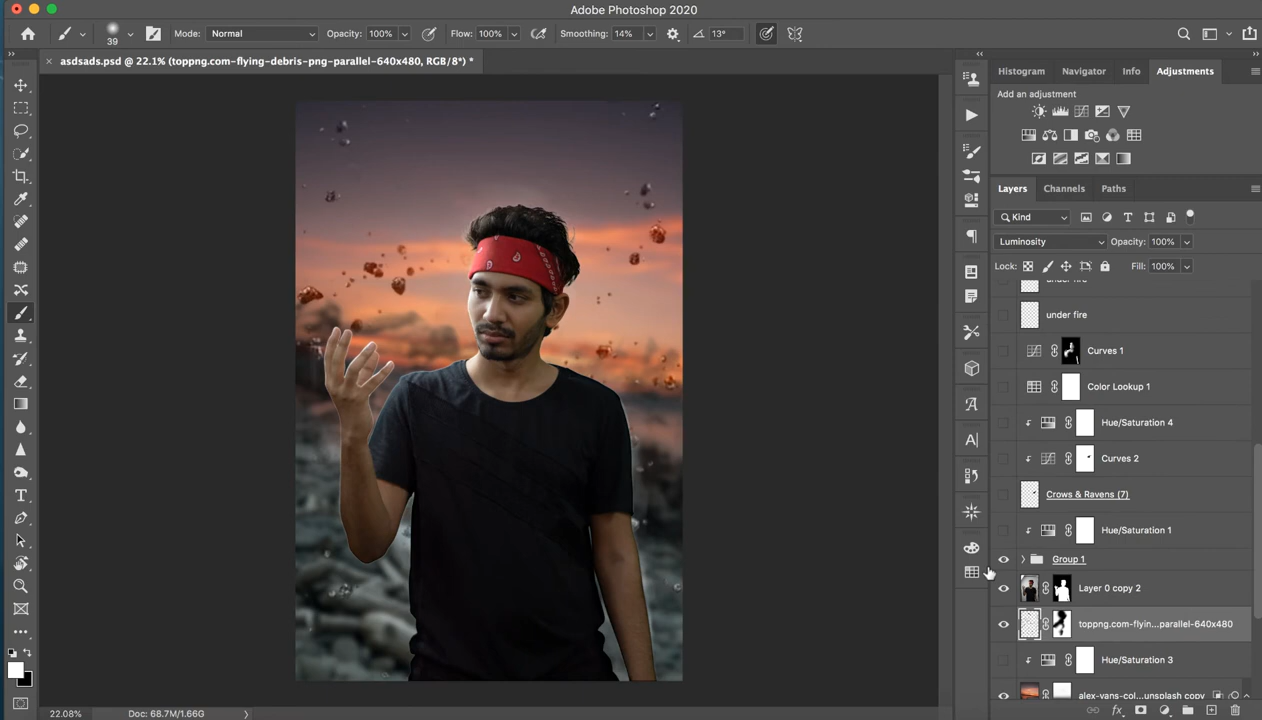 Adobe Photoshop 2020
39
Mode: Normal
Opacity: 100%
Flow: 100%
Smoothing: 14%
13°
asdsads.psd @ 22.1% (toppng.com-flying-debris-png-parallel-640x480, RGB/8*) *
Histogram Navigator Info Adjustments
Add an adjustment
Layers Channels Paths
Kind
Luminosity Opacity: 100%
Lock: Fill: 100%
under fire
under fire
Curves 1
Color Lookup 1
Hue/Saturation 4
Curves 2
Crows & Ravens (7)
Hue/Saturation 1
Group 1
Layer 0 copy 2
toppng.com-flyin...parallel-640x480
Hue/Saturation 3
alex-vans-col...unsplash copy
22.08% Doc: 68.7M/1.66G